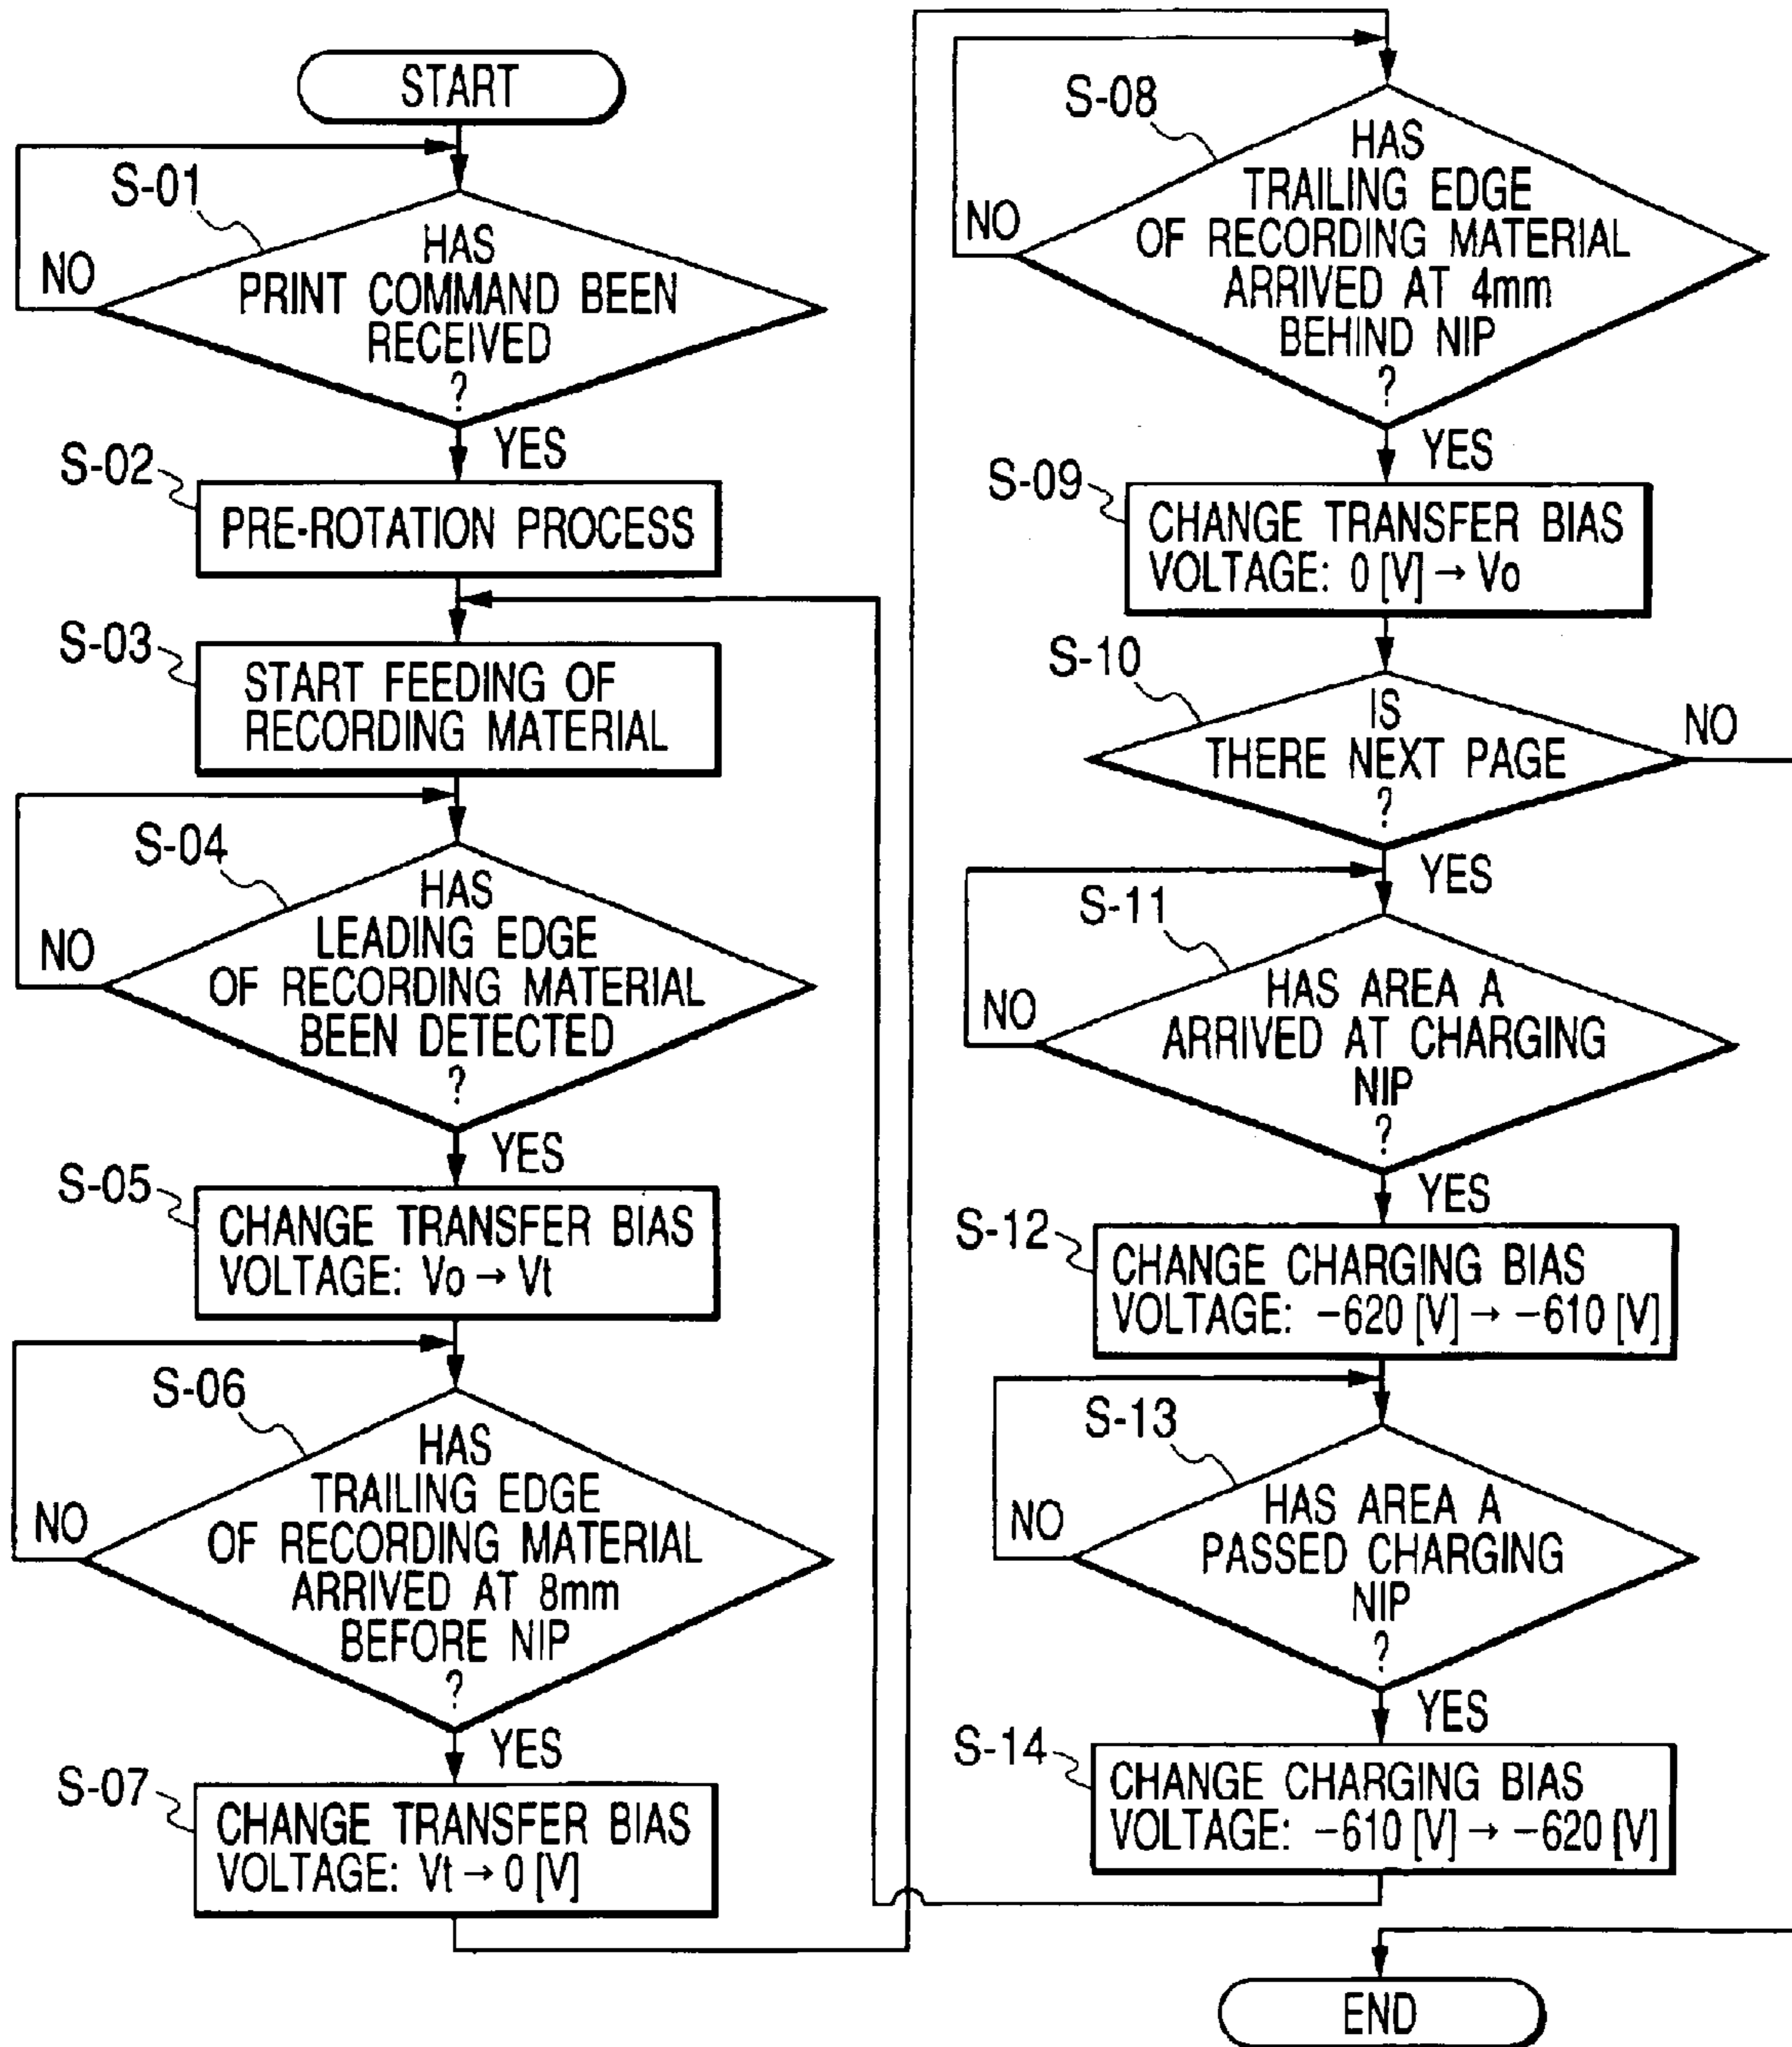 START
S-01
HAS
PRINT COMMAND BEEN
RECEIVED
?
NO
YES
S-02
PRE-ROTATION PROCESS
S-03
START FEEDING OF
RECORDING MATERIAL
S-04
HAS
LEADING EDGE
OF RECORDING MATERIAL
BEEN DETECTED
?
NO
YES
S-05
CHANGE TRANSFER BIAS
VOLTAGE: Vo → Vt
S-06
HAS
TRAILING EDGE
OF RECORDING MATERIAL
ARRIVED AT 8mm
BEFORE NIP
?
NO
YES
S-07
CHANGE TRANSFER BIAS
VOLTAGE: Vt → 0 [V]
S-08
HAS
TRAILING EDGE
OF RECORDING MATERIAL
ARRIVED AT 4mm
BEHIND NIP
?
NO
YES
S-09
CHANGE TRANSFER BIAS
VOLTAGE: 0 [V] → Vo
S-10
IS
THERE NEXT PAGE
?
NO
YES
S-11
HAS AREA A
ARRIVED AT CHARGING
NIP
?
NO
YES
S-12
CHANGE CHARGING BIAS
VOLTAGE: −620 [V] → −610 [V]
S-13
HAS AREA A
PASSED CHARGING
NIP
?
NO
YES
S-14
CHANGE CHARGING BIAS
VOLTAGE: −610 [V] → −620 [V]
END